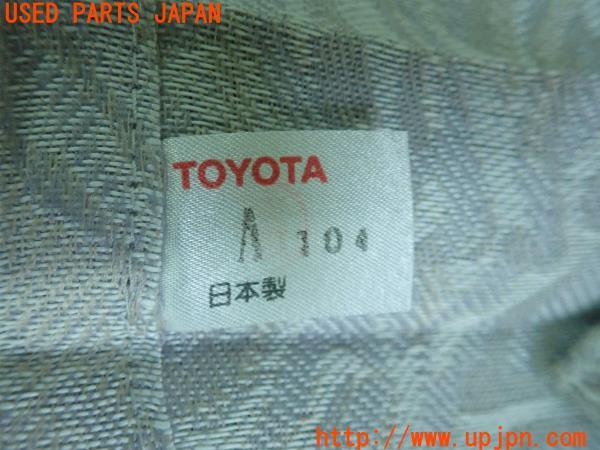 USED PARTS JAPAN
TOYOTA
A 104
日本製
http://www.upjpn.com